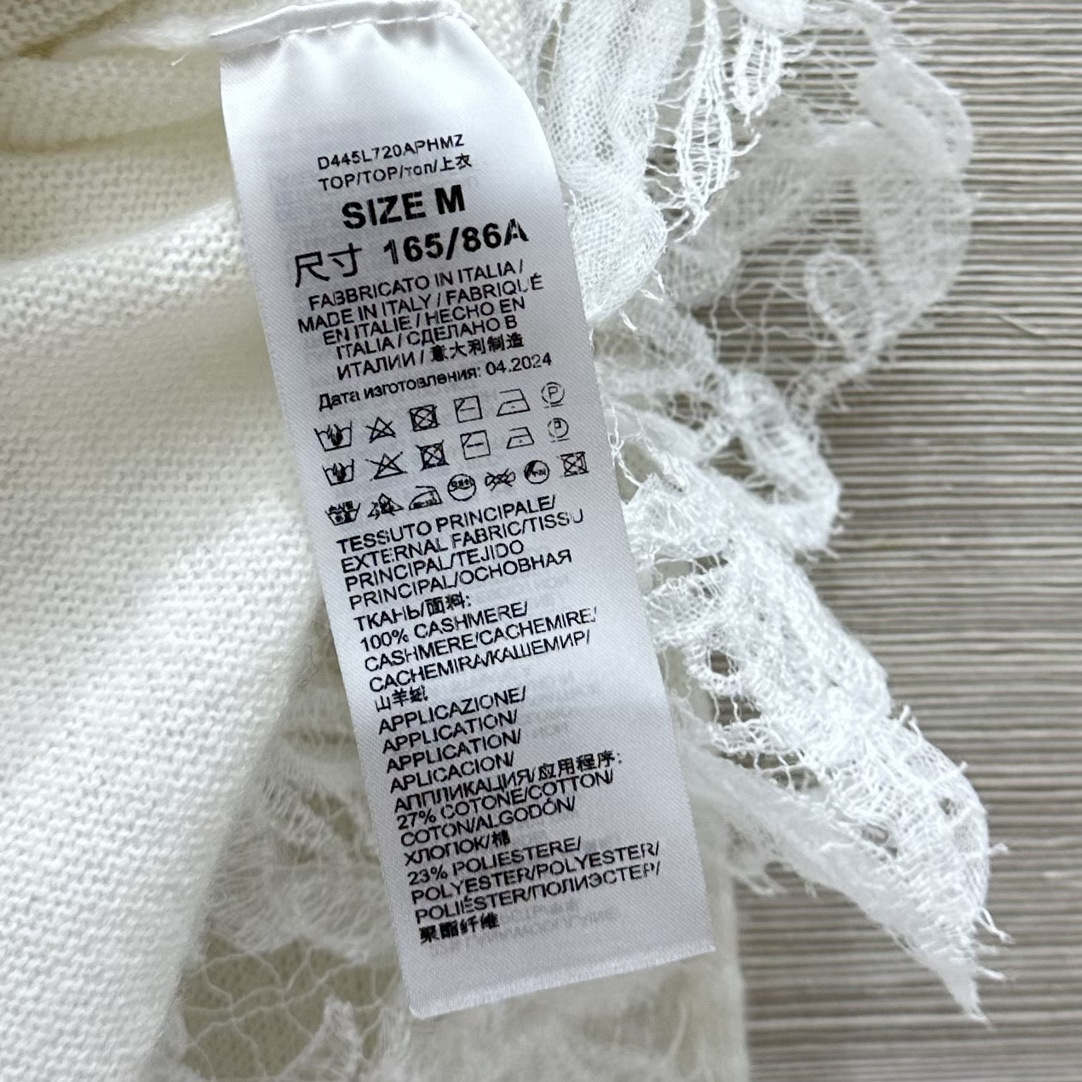 D445L720APHMZ
TOP/TOP/топ/上衣
SIZE M
尺寸 165/86A
FABBRICATO IN ITALIA /
MADE IN ITALY / FABRIQUÉ
EN ITALIE / HECHO EN
ITALIA / СДЕЛАНО В
ИТАЛИИ / 意大利制造
Дата изготовления: 04.2024
TESSUTO PRINCIPALE/
EXTERNAL FABRIC/TISSU
PRINCIPAL/TEJIDO
PRINCIPAL/ОСНОВНАЯ
ТКАНЬ/面料:
100% CASHMERE/
CASHMERE/CACHEMIRE/
CACHEMIRA/КАШЕМИР/
山羊绒
APPLICAZIONE/
APPLICATION/
APPLICATION/
APLICACION/
АППЛИКАЦИЯ/应用程序:
27% COTONE/COTTON/
COTON/ALGODÓN/
ХЛОПОК/棉
23% POLIESTERE/
POLYESTER/POLYESTER/
POLIÉSTER/ПОЛИЭСТЕР/
聚酯纤维